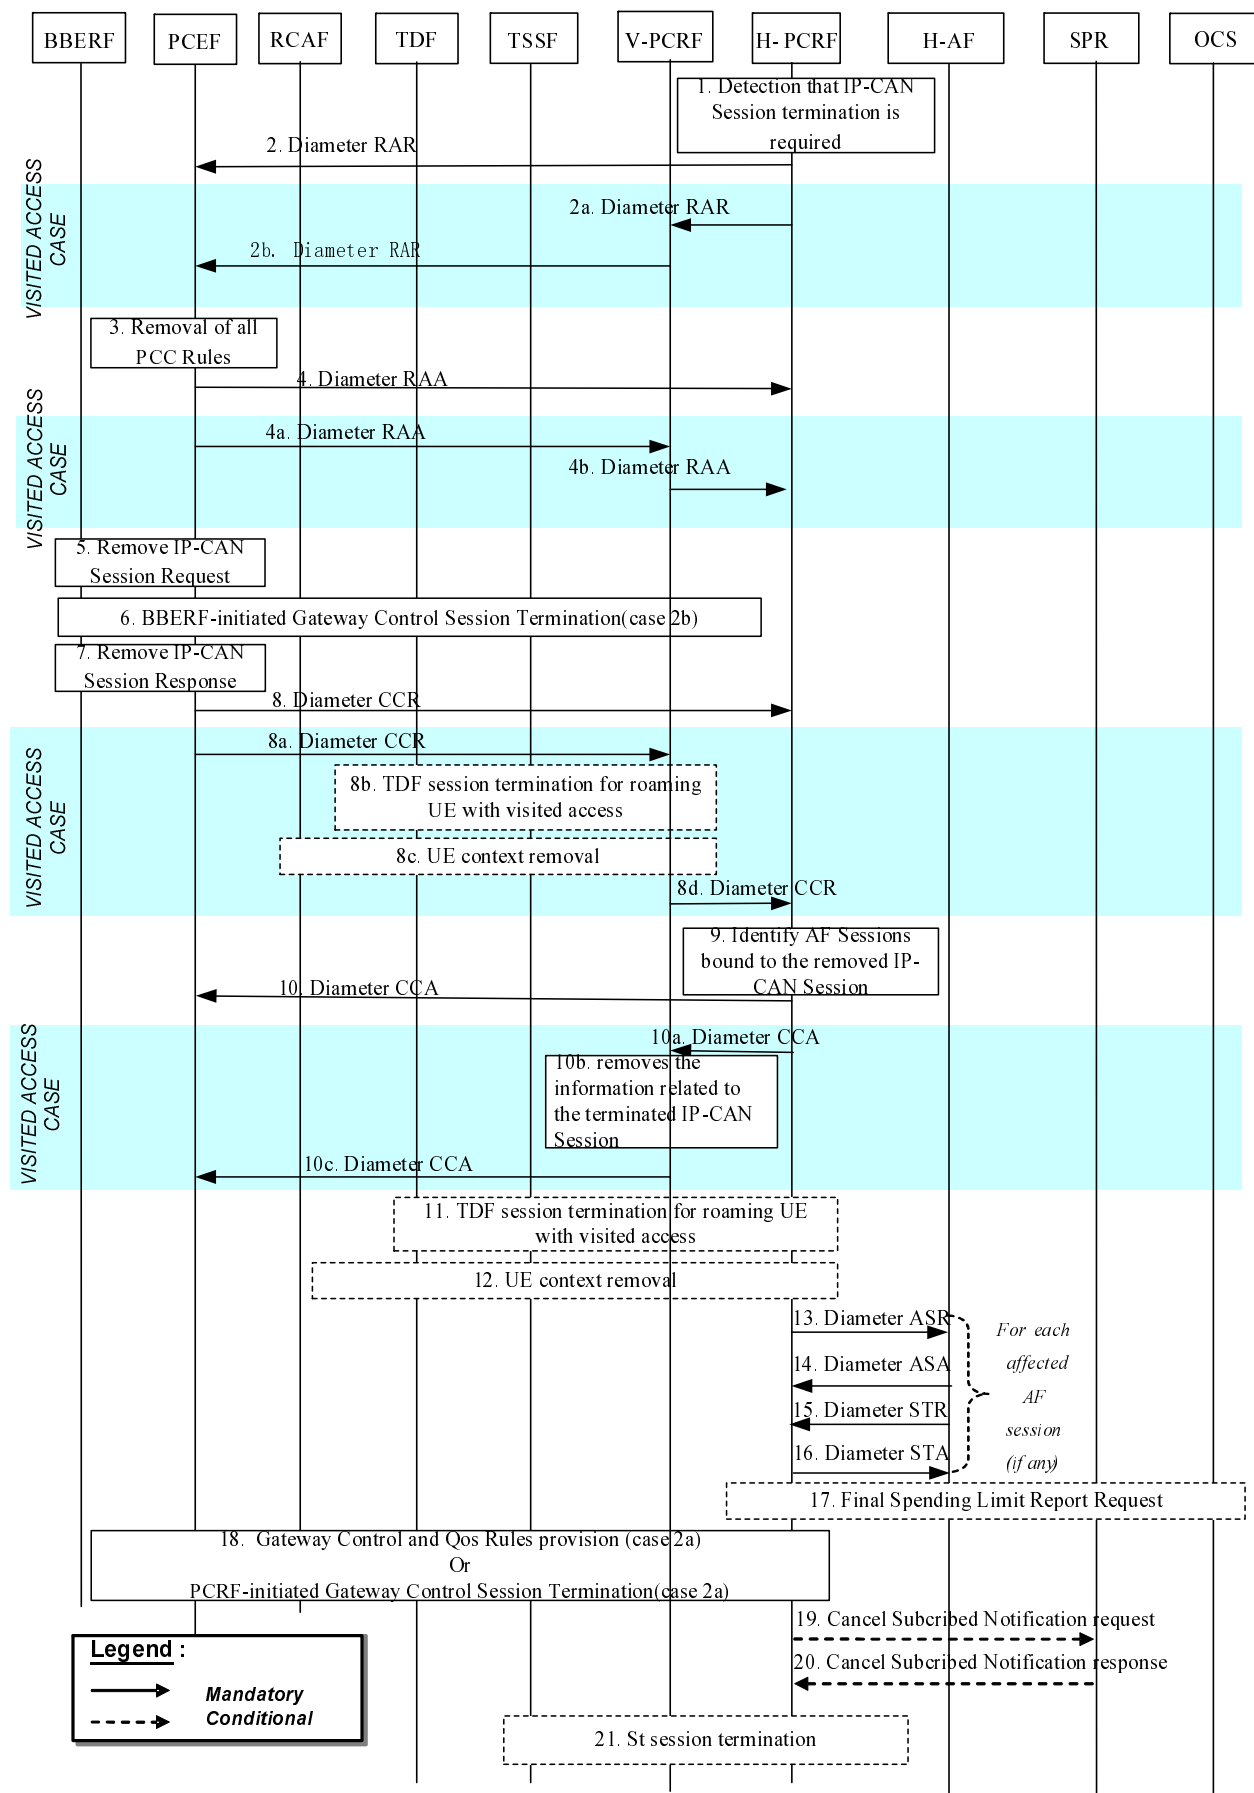 BBERF
PCEF
RCAF
TDF
TSSF
V-PCRF
H- PCRF
H-AF
SPR
OCS
1. Detection that IP-CAN
Session termination is
required
2. Diameter RAR
VISITED ACCESS
CASE
2a. Diameter RAR
2b. Diameter RAR
3. Removal of all
PCC Rules
4. Diameter RAA
VISITED ACCESS
CASE
4a. Diameter RAA
4b. Diameter RAA
5. Remove IP-CAN
Session Request
6. BBERF-initiated Gateway Control Session Termination(case 2b)
7. Remove IP-CAN
Session Response
8. Diameter CCR
VISITED ACCESS
CASE
8a. Diameter CCR
8b. TDF session termination for roaming
UE with visited access
8c. UE context removal
8d. Diameter CCR
9. Identify AF Sessions
bound to the removed IP-
CAN Session
10. Diameter CCA
VISITED ACCESS
CASE
10a. Diameter CCA
10b. removes the
information related to
the terminated IP-CAN
Session
10c. Diameter CCA
11. TDF session termination for roaming UE
with visited access
12. UE context removal
13. Diameter ASR
14. Diameter ASA
15. Diameter STR
16. Diameter STA
For each
affected
AF
session
(if any)
17. Final Spending Limit Report Request
18. Gateway Control and Qos Rules provision (case 2a)
Or
PCRF-initiated Gateway Control Session Termination(case 2a)
19. Cancel Subcribed Notification request
20. Cancel Subcribed Notification response
Legend :
Mandatory
Conditional
21. St session termination